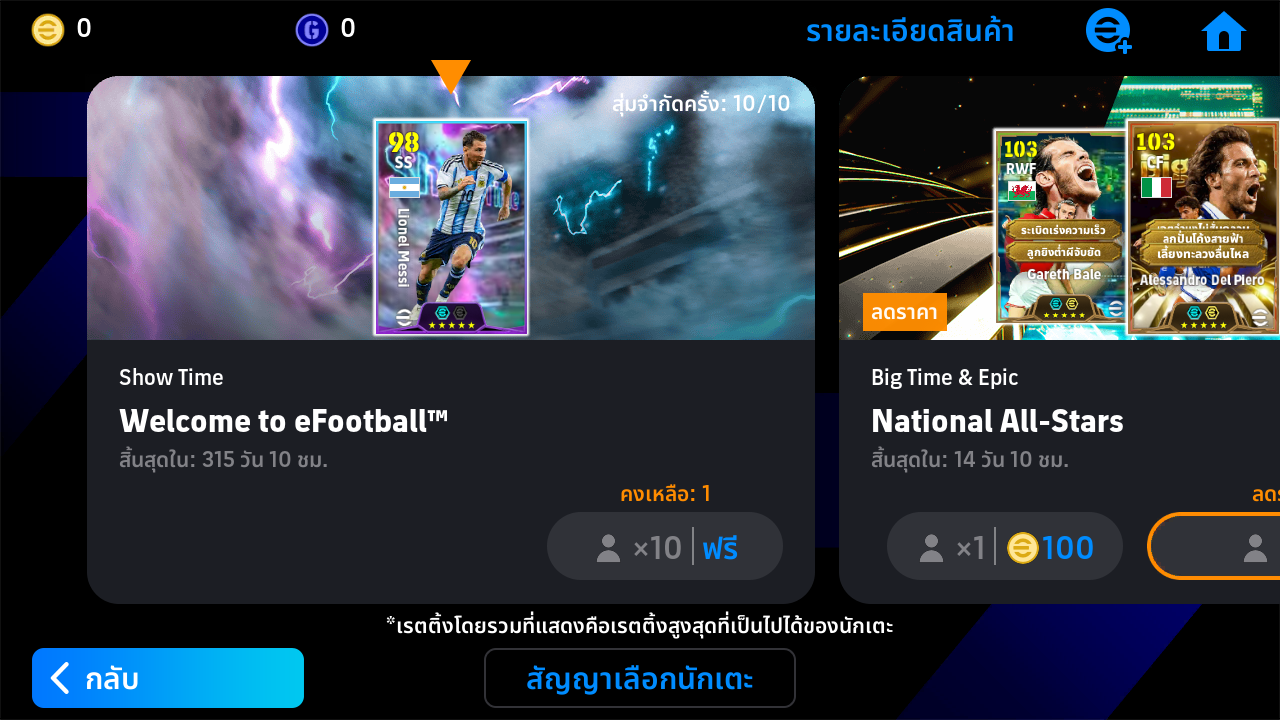 0
0
รายละเอียดสินค้า
สุ่มจำกัดครั้ง: 10/10
98
SS
Lionel Messi
103
RWF
ระเบิดเร่งความเร็ว
ลูกยิงต่ำผีจับยัด
Gareth Bale
103
CF
ลูกปั่นโค้งสายฟ้า
เลี้ยงทะลวงลื่นไหล
Alessandro Del Piero
ลดราคา
Show Time
Welcome to eFootball™
สิ้นสุดใน: 315 วัน 10 ชม.
คงเหลือ: 1
×10 ฟรี
Big Time & Epic
National All-Stars
สิ้นสุดใน: 14 วัน 10 ชม.
×1 100
*เรตติ้งโดยรวมที่แสดงคือเรตติ้งสูงสุดที่เป็นไปได้ของนักเตะ
กลับ
สัญญาเลือกนักเตะ